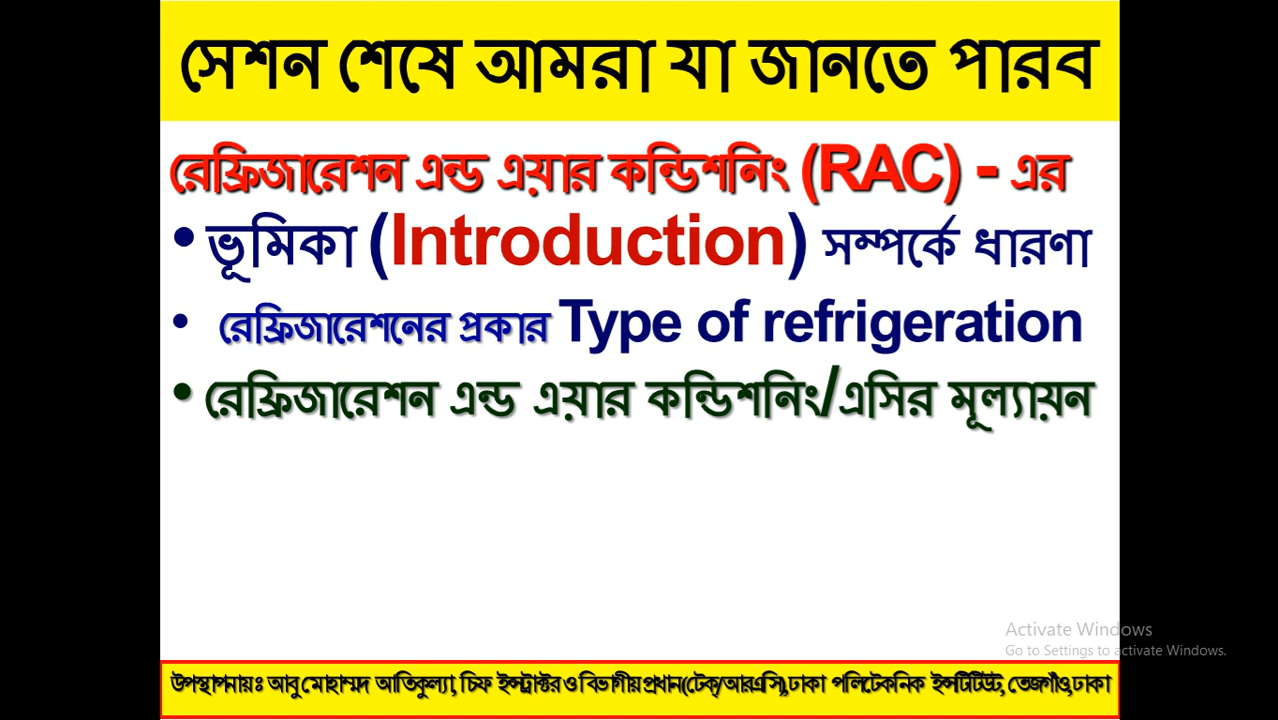 সেশন শেষে আমরা যা জানতে পারব
রেফ্রিজারেশন এন্ড এয়ার কন্ডিশনিং (RAC) - এর
• ভূমিকা (Introduction) সম্পর্কে ধারণা
• রেফ্রিজারেশনের প্রকার Type of refrigeration
• রেফ্রিজারেশন এন্ড এয়ার কন্ডিশনিং/এসির মূল্যায়ন
Activate Windows
Go to Settings to activate Windows.
উপস্থাপনায়ঃ আবু মোহাম্মদ আতিকুল্যা, চিফ ইন্সট্রাক্টর ও বিভাগীয় প্রধান(টেক/আরএসি),ঢাকা পলিটেকনিক ইন্সটিটিউট, তেজগাঁও,ঢাকা